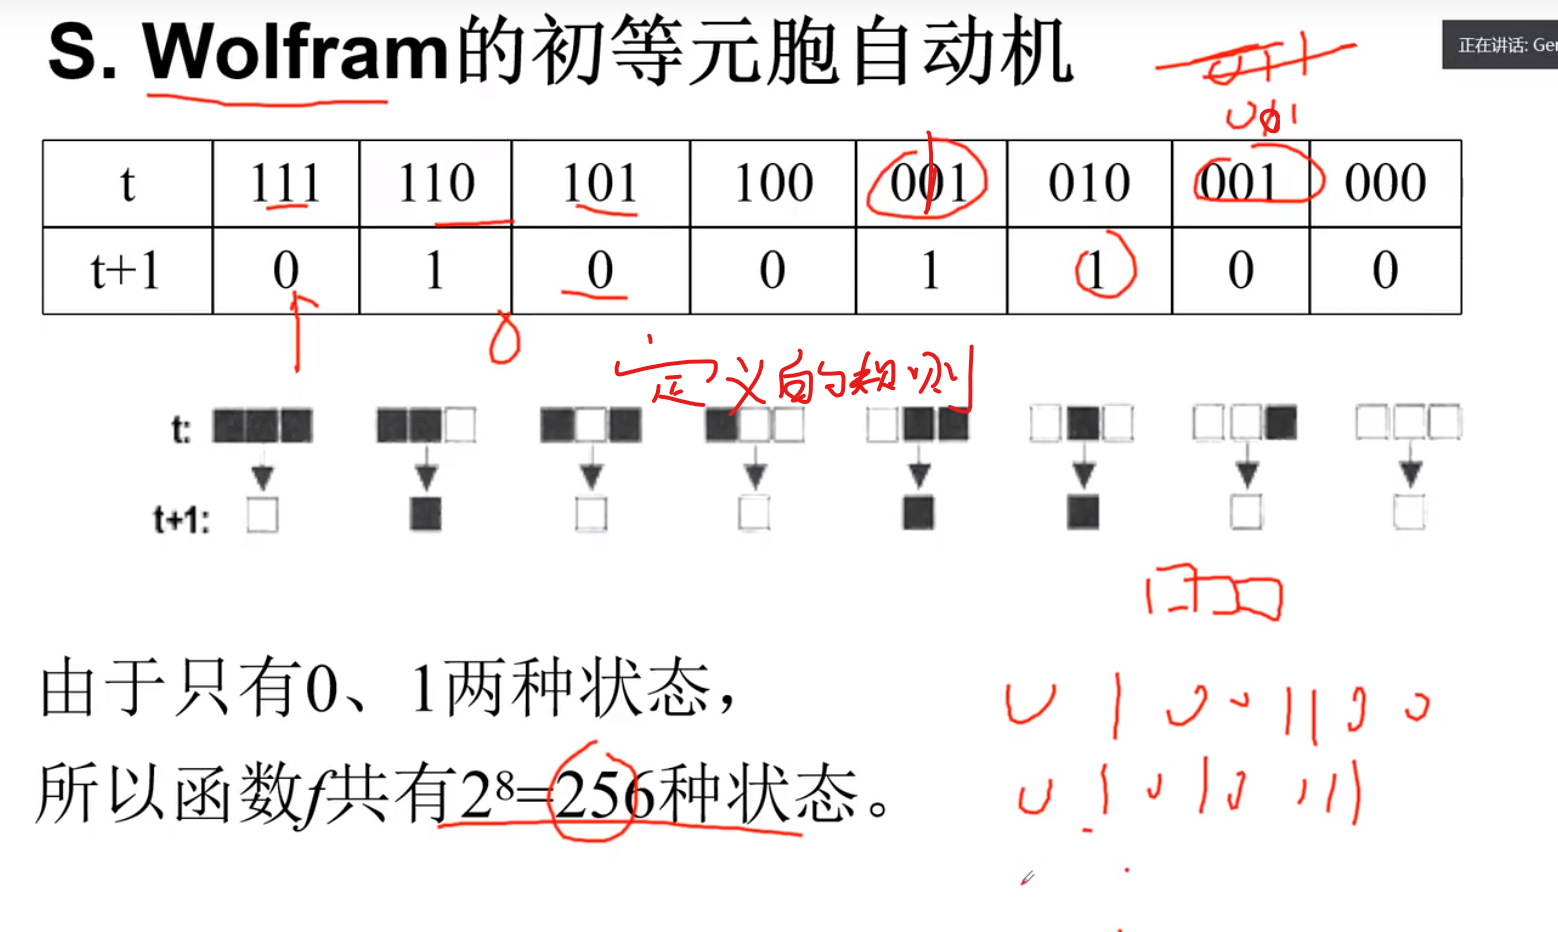 S. Wolfram的初等元胞自动机
正在讲话: Ge
001
t 111 110 101 100 001 010 001 000
t+1 0 1 0 0 1 1 0 0
0
定义的规则
t:
t+1:
由于只有0、1两种状态，
0 1 0 0 1 1 0 0
所以函数f共有2⁸=256种状态。
0 1 0 1 0 1 1 1